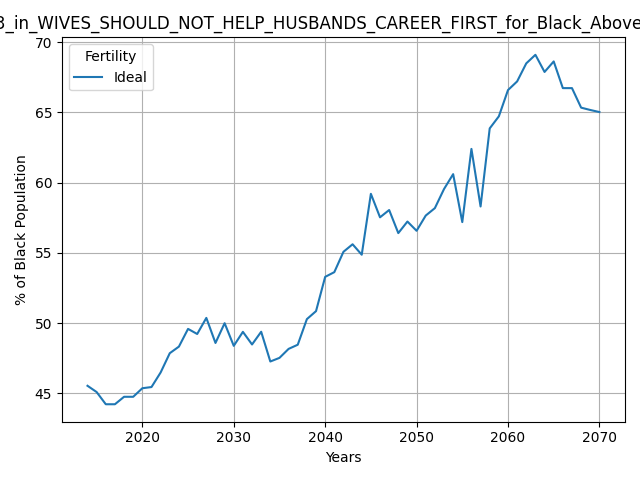 3_in_WIVES_SHOULD_NOT_HELP_HUSBANDS_CAREER_FIRST_for_Black_Above
Fertility
Ideal
% of Black Population
70
65
60
55
50
45
2020 2030 2040 2050 2060 2070
Years